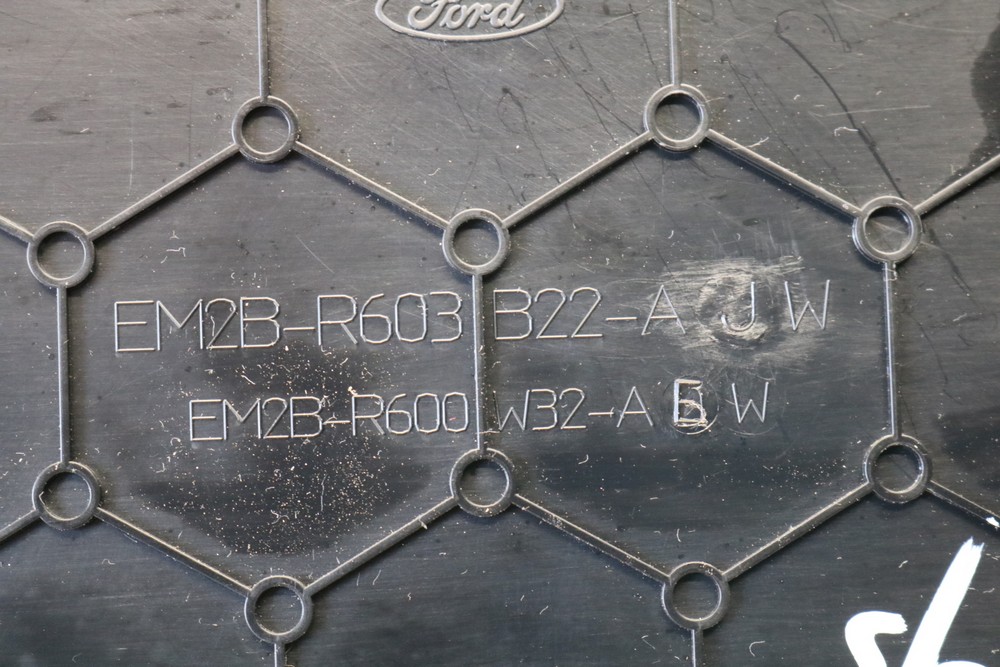 Ford
EM2B-R603 B22-A J W
EM2B-R600 W32-A W